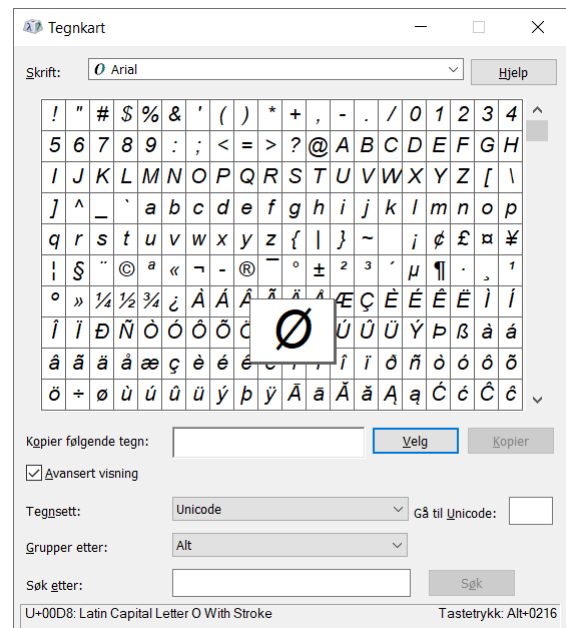 Tegnkart
Skrift: O Arial Hjelp
! " # $ % & ' ( ) * + , - . / 0 1 2 3 4
5 6 7 8 9 : ; < = > ? @ A B C D E F G H
I J K L M N O P Q R S T U V W X Y Z [ \
] ^ _ ` a b c d e f g h i j k l m n o p
q r s t u v w x y z { | } ~ ¡ ¢ £ ¤ ¥
¦ § ¨ © ª « ¬ - ® ¯ ° ± ² ³ ´ µ ¶ · ¸ ¹
º » ¼ ½ ¾ ¿ À Á Â Ã Ä Å Æ Ç È É Ê Ë Ì Í
Î Ï Ð Ñ Ò Ó Ô Õ Ö Ø Ú Û Ü Ý Þ ß à á
â ã ä å æ ç è é ê î ï ð ñ ò ó ô õ
ö ÷ ø ù ú û ü ý þ ÿ Ā ā Ă ă Ą ą Ć ć Ĉ ĉ
Kopier følgende tegn: Velg Kopier
Avansert visning
Tegnsett: Unicode Gå til Unicode:
Grupper etter: Alt
Søk etter: Søk
U+00D8: Latin Capital Letter O With Stroke Tastetrykk: Alt+0216